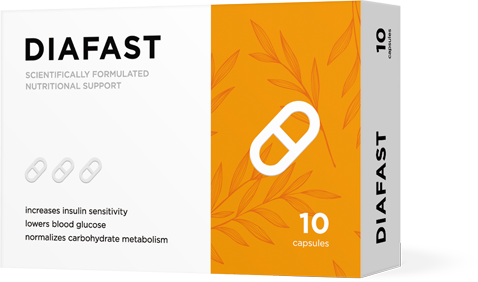 DIAFAST
SCIENTIFICALLY FORMULATED
NUTRITIONAL SUPPORT
increases insulin sensitivity
lowers blood glucose
normalizes carbohydrate metabolism
10
capsules
10
capsules
DIAFAST